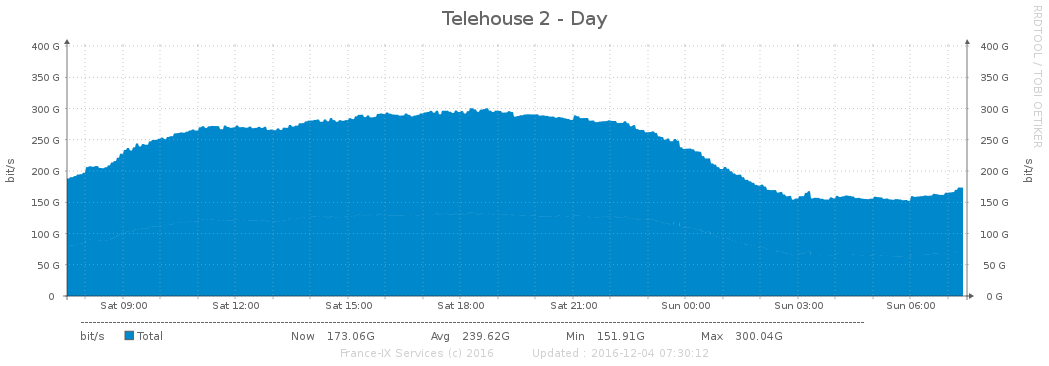 Telehouse 2 - Day
RRDTOOL / TOBI OETIKER
400 G 400 G
350 G 350 G
300 G 300 G
250 G 250 G
200 G 200 G
150 G 150 G
100 G 100 G
50 G 50 G
0 0 G
bit/s bit/s
Sat 09:00 Sat 12:00 Sat 15:00 Sat 18:00 Sat 21:00 Sun 00:00 Sun 03:00 Sun 06:00
bit/s Total Now 173.06G Avg 239.62G Min 151.91G Max 300.04G
France-IX Services (c) 2016 Updated : 2016-12-04 07:30:12